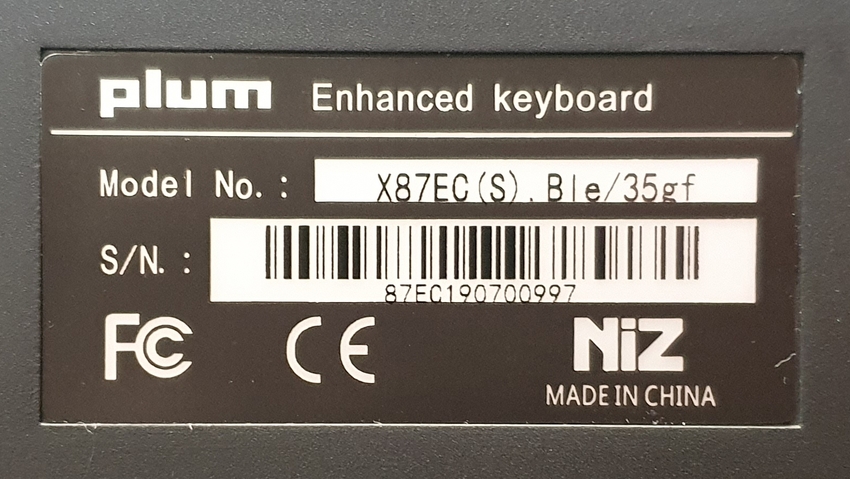 plum Enhanced keyboard
Model No.: X87EC(S).Ble/35gf
S/N.:
87EC190700997
FC CE NiZ
MADE IN CHINA